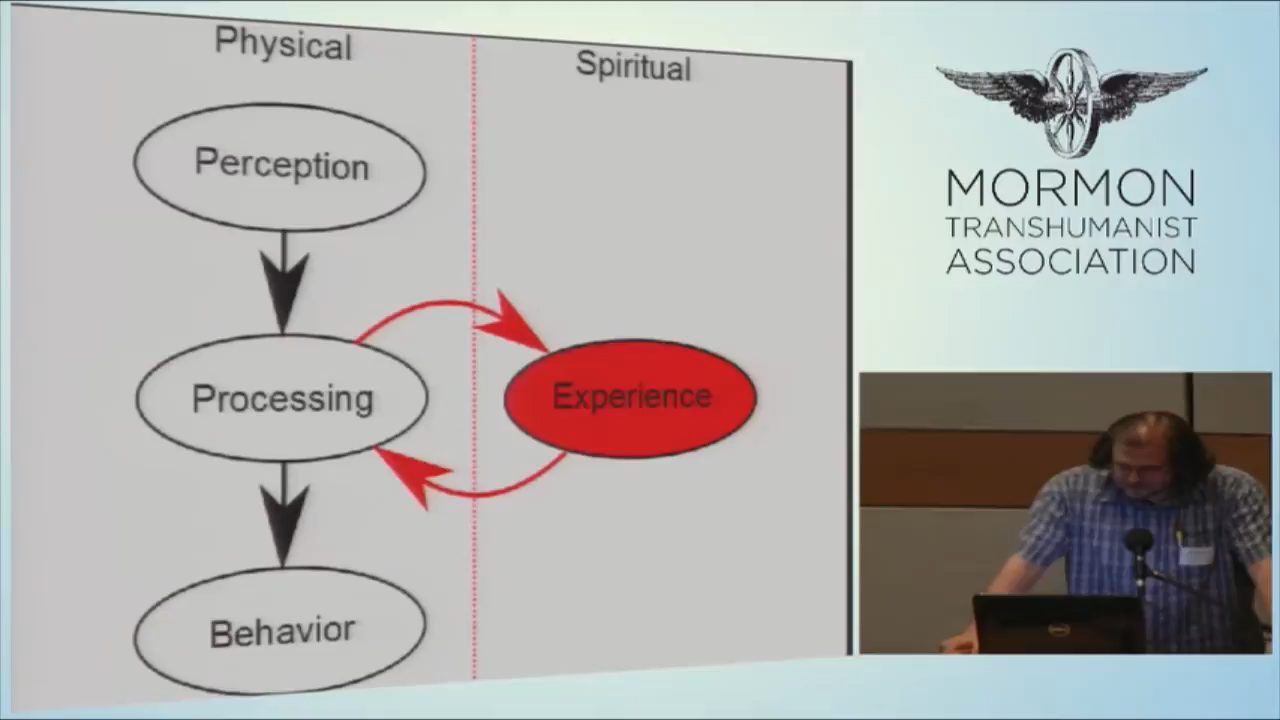 Physical
Spiritual
Perception
Processing
Experience
Behavior
MORMON
TRANSHUMANIST
ASSOCIATION